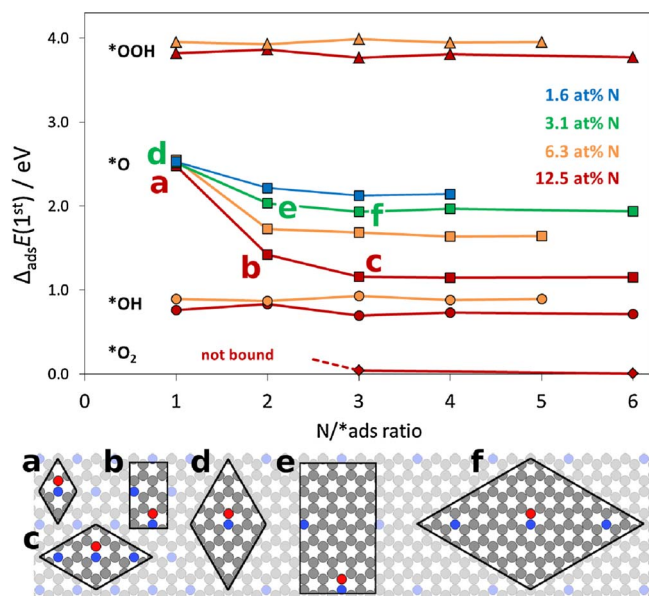 4.0
*OOH
1.6 at% N
3.1 at% N
6.3 at% N
12.5 at% N
3.0
d
*O
a
e
f
2.0
b
c
1.0
*OH
*O2
not bound
0.0
0 1 2 3 4 5 6
N/*ads ratio
ΔadsE(1st) / eV
a b d e f
c